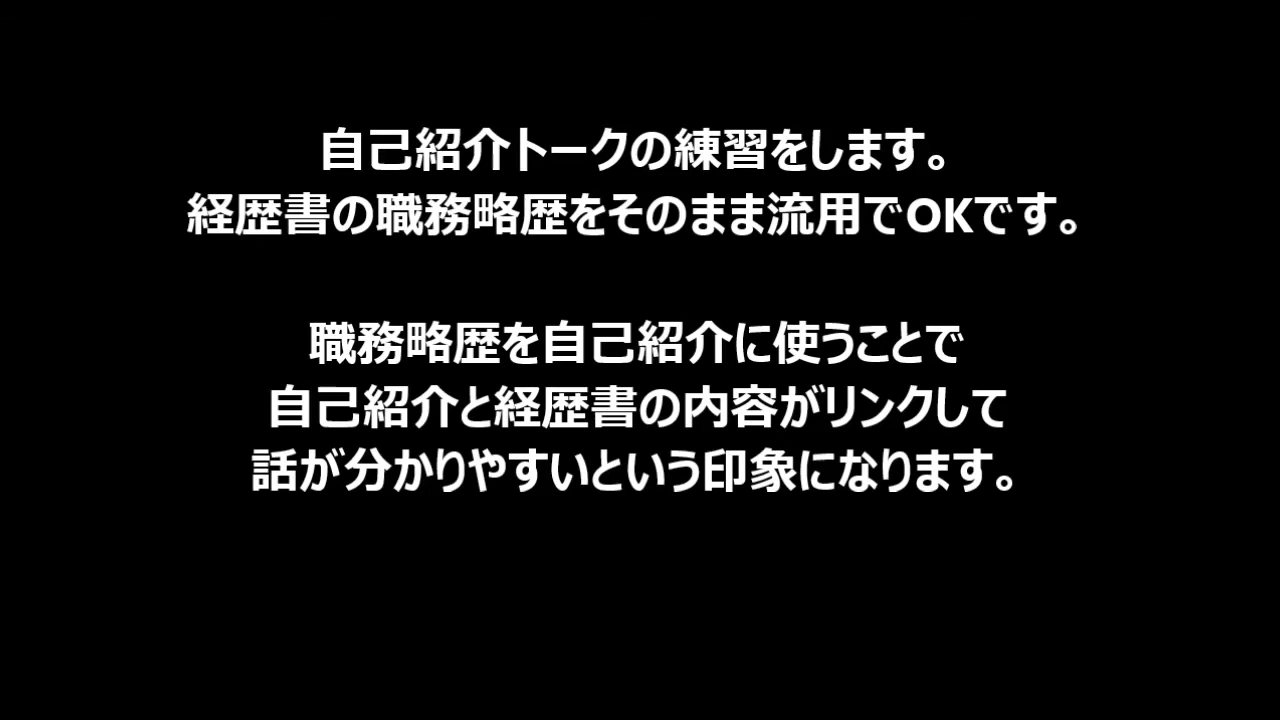 自己紹介トークの練習をします。
経歴書の職務略歴をそのまま流用でOKです。
職務略歴を自己紹介に使うことで
自己紹介と経歴書の内容がリンクして
話が分かりやすいという印象になります。